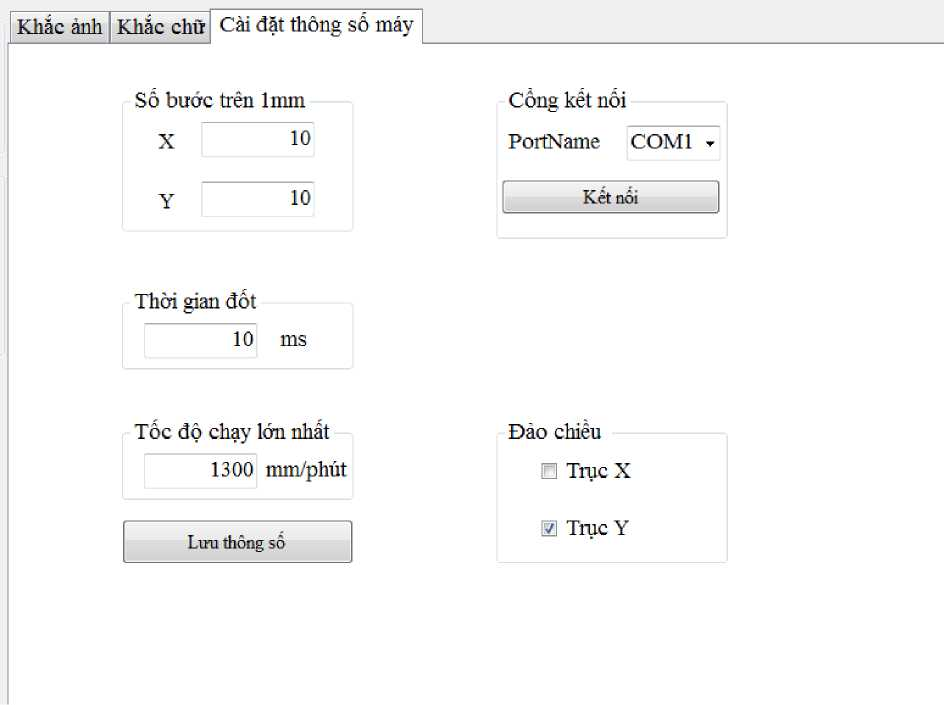 Khắc ảnh Khắc chữ Cài đặt thông số máy
Số bước trên 1mm
X 10
Y 10
Cổng kết nối
PortName COM1
Kết nối
Thời gian đốt
10 ms
Tốc độ chạy lớn nhất
1300 mm/phút
Lưu thông số
Đảo chiều
Trục X
Trục Y